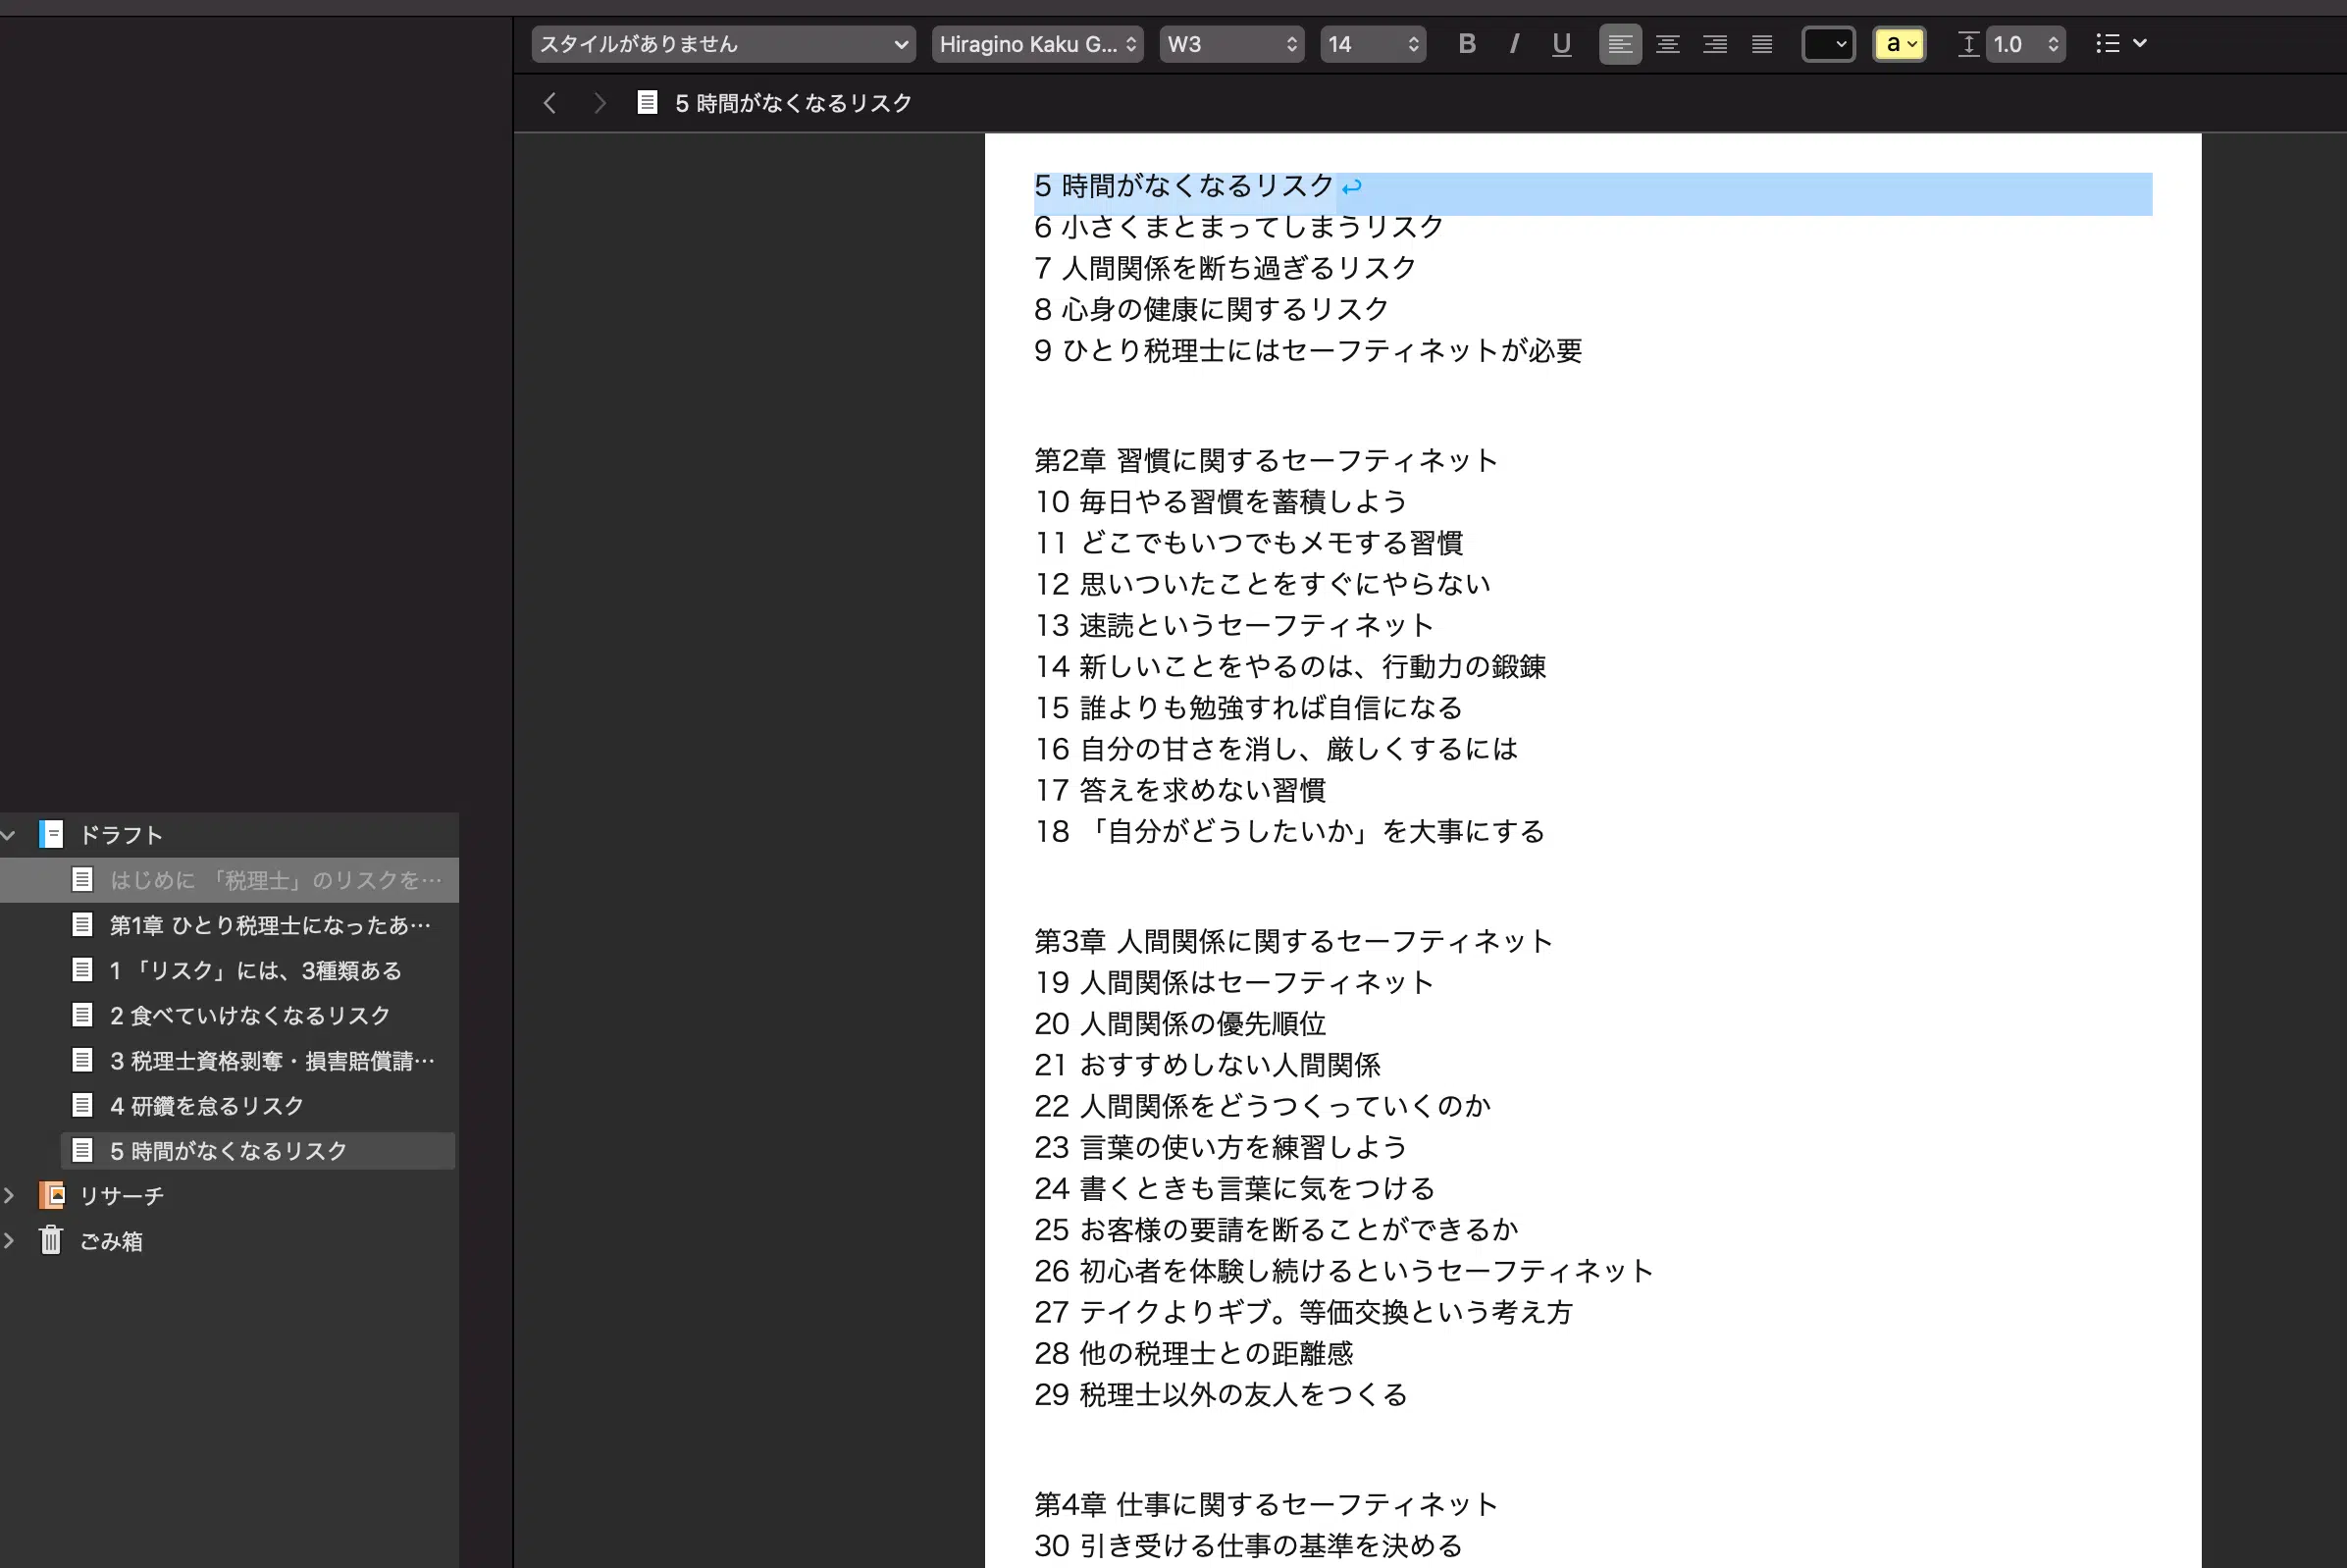 スタイルがありません
Hiragino Kaku G...
W3
14
B
I
U
a
1.0
5 時間がなくなるリスク
5 時間がなくなるリスク
6 小さくまとまってしまうリスク
7 人間関係を断ち過ぎるリスク
8 心身の健康に関するリスク
9 ひとり税理士にはセーフティネットが必要
第2章 習慣に関するセーフティネット
10 毎日やる習慣を蓄積しよう
11 どこでもいつでもメモする習慣
12 思いついたことをすぐにやらない
13 速読というセーフティネット
14 新しいことをやるのは、行動力の鍛錬
15 誰よりも勉強すれば自信になる
16 自分の甘さを消し、厳しくするには
17 答えを求めない習慣
18 「自分がどうしたいか」を大事にする
第3章 人間関係に関するセーフティネット
19 人間関係はセーフティネット
20 人間関係の優先順位
21 おすすめしない人間関係
22 人間関係をどうつくっていくのか
23 言葉の使い方を練習しよう
24 書くときも言葉に気をつける
25 お客様の要請を断ることができるか
26 初心者を体験し続けるというセーフティネット
27 テイクよりギブ。等価交換という考え方
28 他の税理士との距離感
29 税理士以外の友人をつくる
第4章 仕事に関するセーフティネット
30 引き受ける仕事の基準を決める
ドラフト
はじめに 「税理士」のリスクを…
第1章 ひとり税理士になったあ…
1 「リスク」には、3種類ある
2 食べていけなくなるリスク
3 税理士資格剥奪・損害賠償請…
4 研鑽を怠るリスク
5 時間がなくなるリスク
リサーチ
ごみ箱